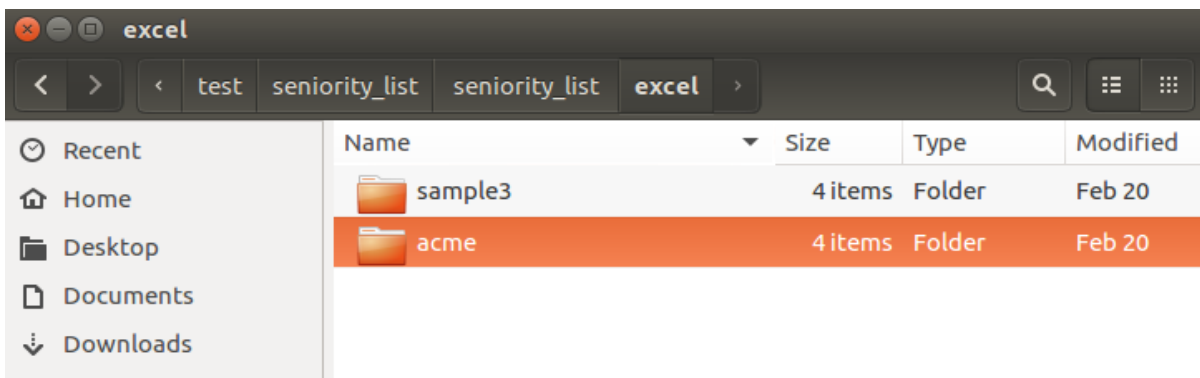 excel
test seniority_list seniority_list excel
Name Size Type Modified
Recent
sample3 4 items Folder Feb 20
Home
acme 4 items Folder Feb 20
Desktop
Documents
Downloads